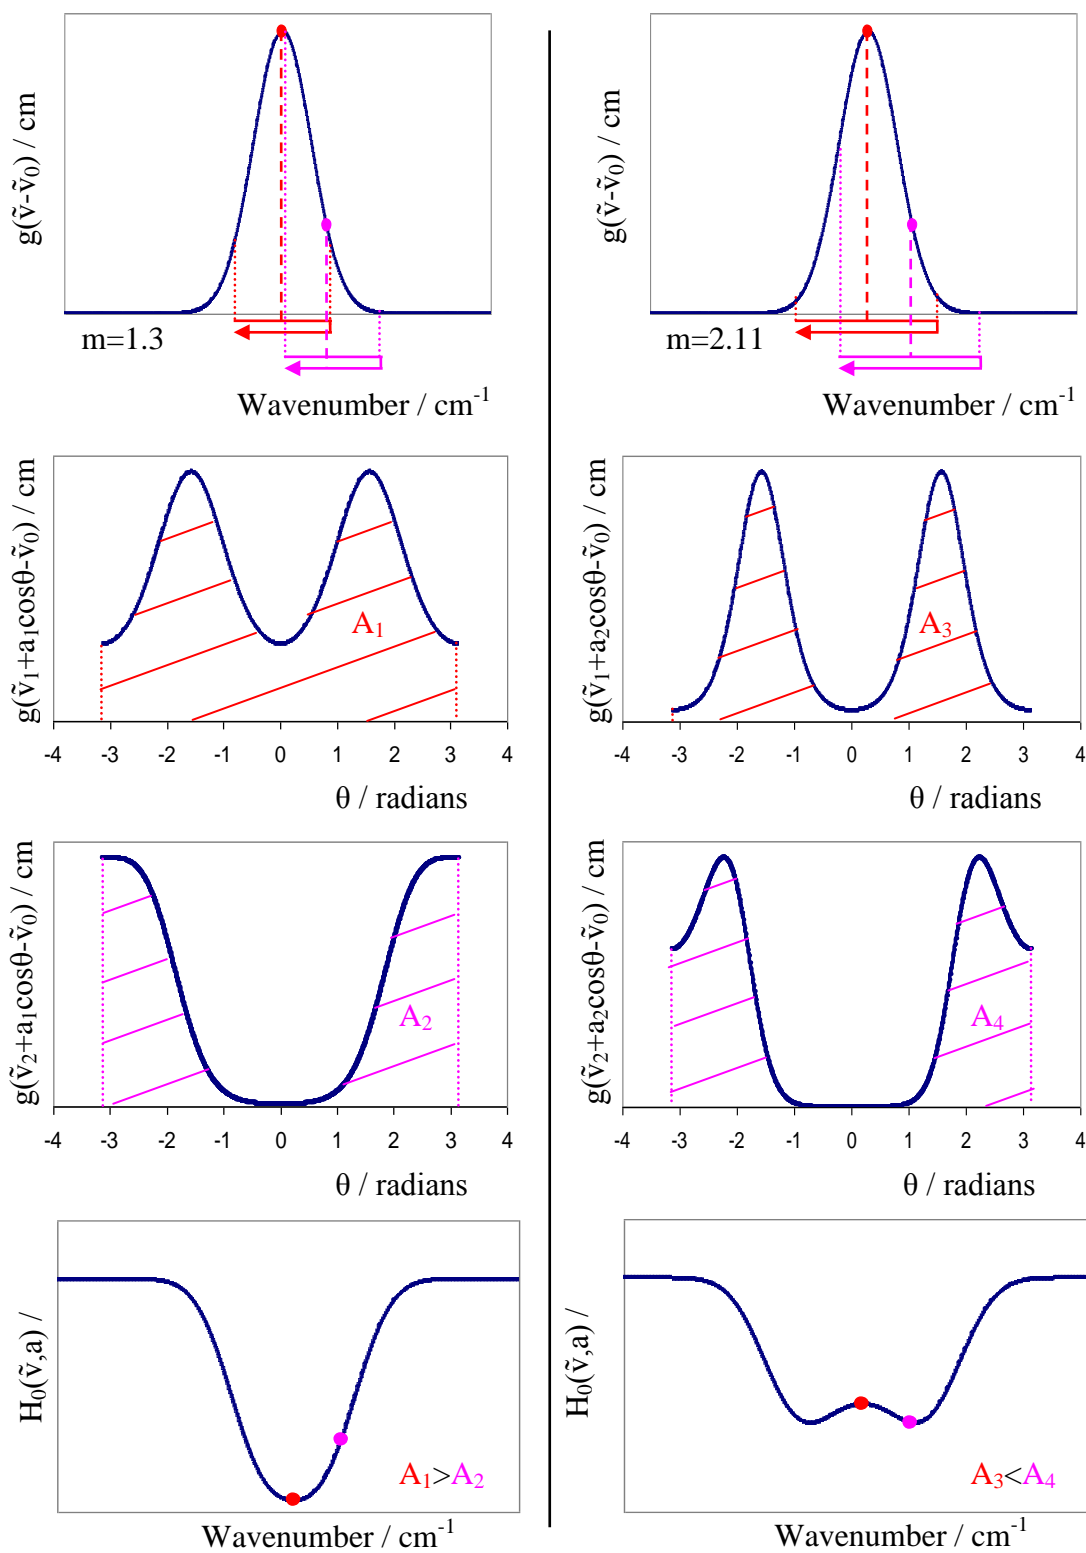 g(ṽ-ṽ₀) / cm
m=1.3
Wavenumber / cm⁻¹
g(ṽ₁+a₁cosθ-ṽ₀) / cm
A₁
-4 -3 -2 -1 0 1 2 3 4
θ / radians
g(ṽ₂+a₁cosθ-ṽ₀) / cm
A₂
-4 -3 -2 -1 0 1 2 3 4
θ / radians
H₀(ṽ,a) /
A₁>A₂
Wavenumber / cm⁻¹
g(ṽ-ṽ₀) / cm
m=2.11
Wavenumber / cm⁻¹
g(ṽ₁+a₂cosθ-ṽ₀) / cm
A₃
-4 -3 -2 -1 0 1 2 3 4
θ / radians
g(ṽ₂+a₂cosθ-ṽ₀) / cm
A₄
-4 -3 -2 -1 0 1 2 3 4
θ / radians
H₀(ṽ,a) /
A₃<A₄
Wavenumber / cm⁻¹